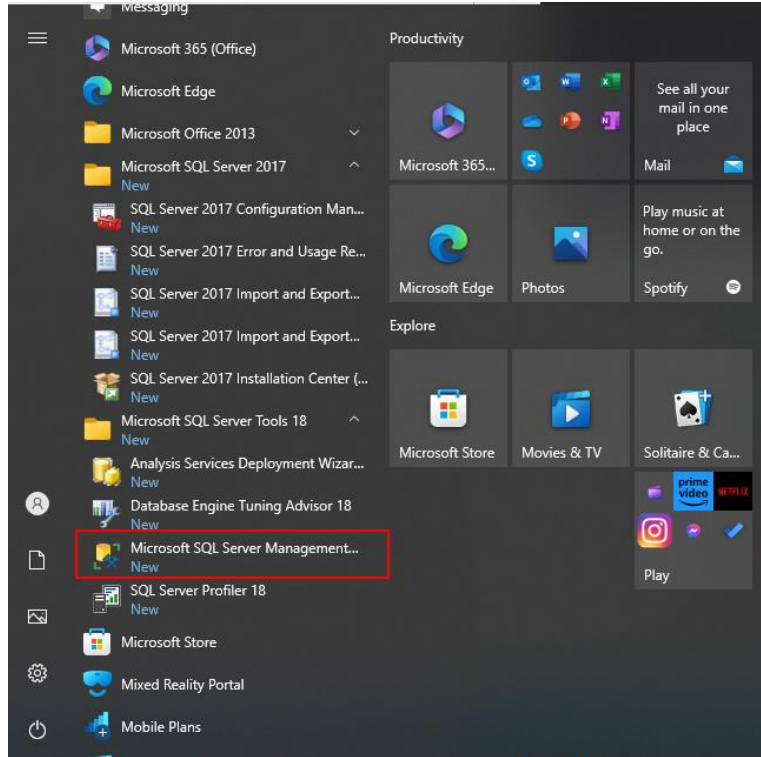 Messaging
Microsoft 365 (Office)
Microsoft Edge
Microsoft Office 2013
Microsoft SQL Server 2017
New
SQL Server 2017 Configuration Man...
New
SQL Server 2017 Error and Usage Re...
New
SQL Server 2017 Import and Export...
New
SQL Server 2017 Import and Export...
New
SQL Server 2017 Installation Center (...
New
Microsoft SQL Server Tools 18
New
Analysis Services Deployment Wizar...
New
Database Engine Tuning Advisor 18
New
Microsoft SQL Server Management...
New
SQL Server Profiler 18
New
Microsoft Store
Mixed Reality Portal
Mobile Plans
Productivity
Microsoft 365...
See all your
mail in one
place
Mail
Microsoft Edge
Photos
Play music at
home or on the
go.
Spotify
Explore
Microsoft Store
Movies & TV
Solitaire & Ca...
prime
video
NETFLIX
Play